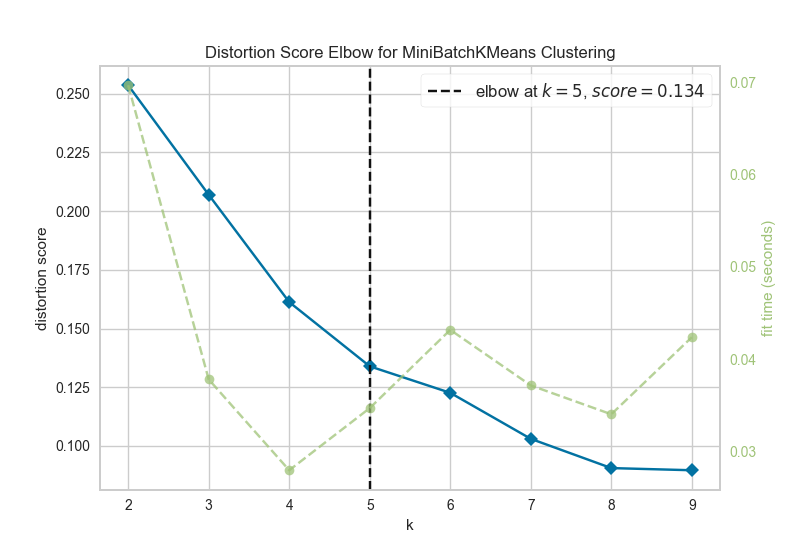 Distortion Score Elbow for MiniBatchKMeans Clustering
elbow at k = 5, score = 0.134
distortion score
0.250
0.225
0.200
0.175
0.150
0.125
0.100
0.07
0.06
0.05
0.04
0.03
fit time (seconds)
2 3 4 5 6 7 8 9
k